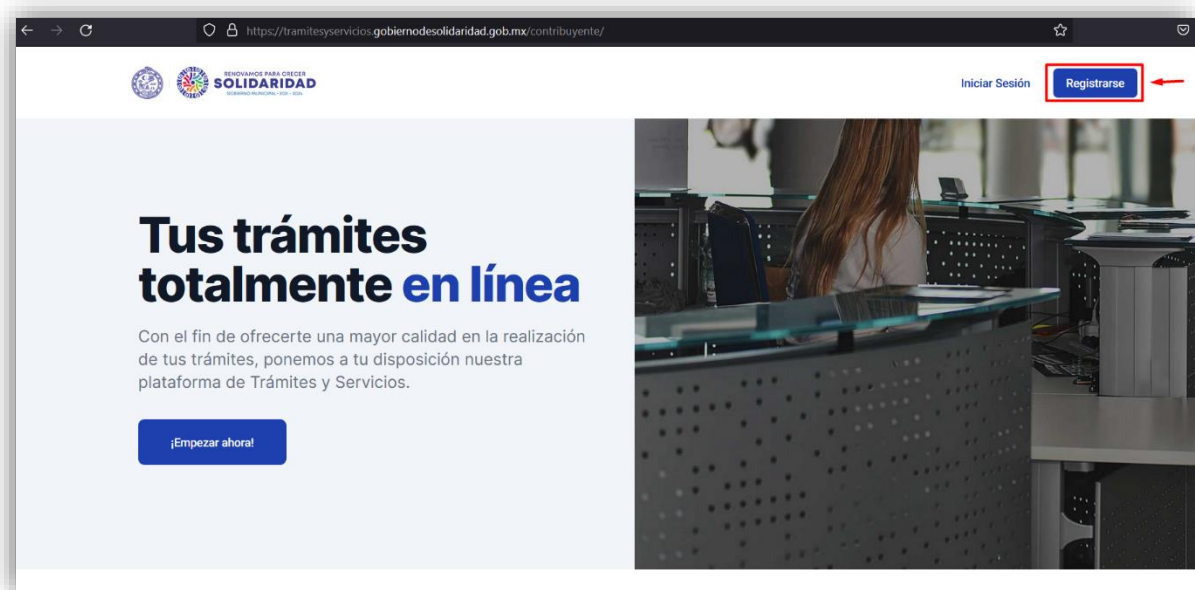 https://tramitesyservicios.gobiernodesolidaridad.gob.mx/contribuyente/
RENOVAMOS PARA CRECER
SOLIDARIDAD
Iniciar Sesión
Registrarse
Tus trámites
totalmente en línea
Con el fin de ofrecerte una mayor calidad en la realización
de tus trámites, ponemos a tu disposición nuestra
plataforma de Trámites y Servicios.
¡Empezar ahora!